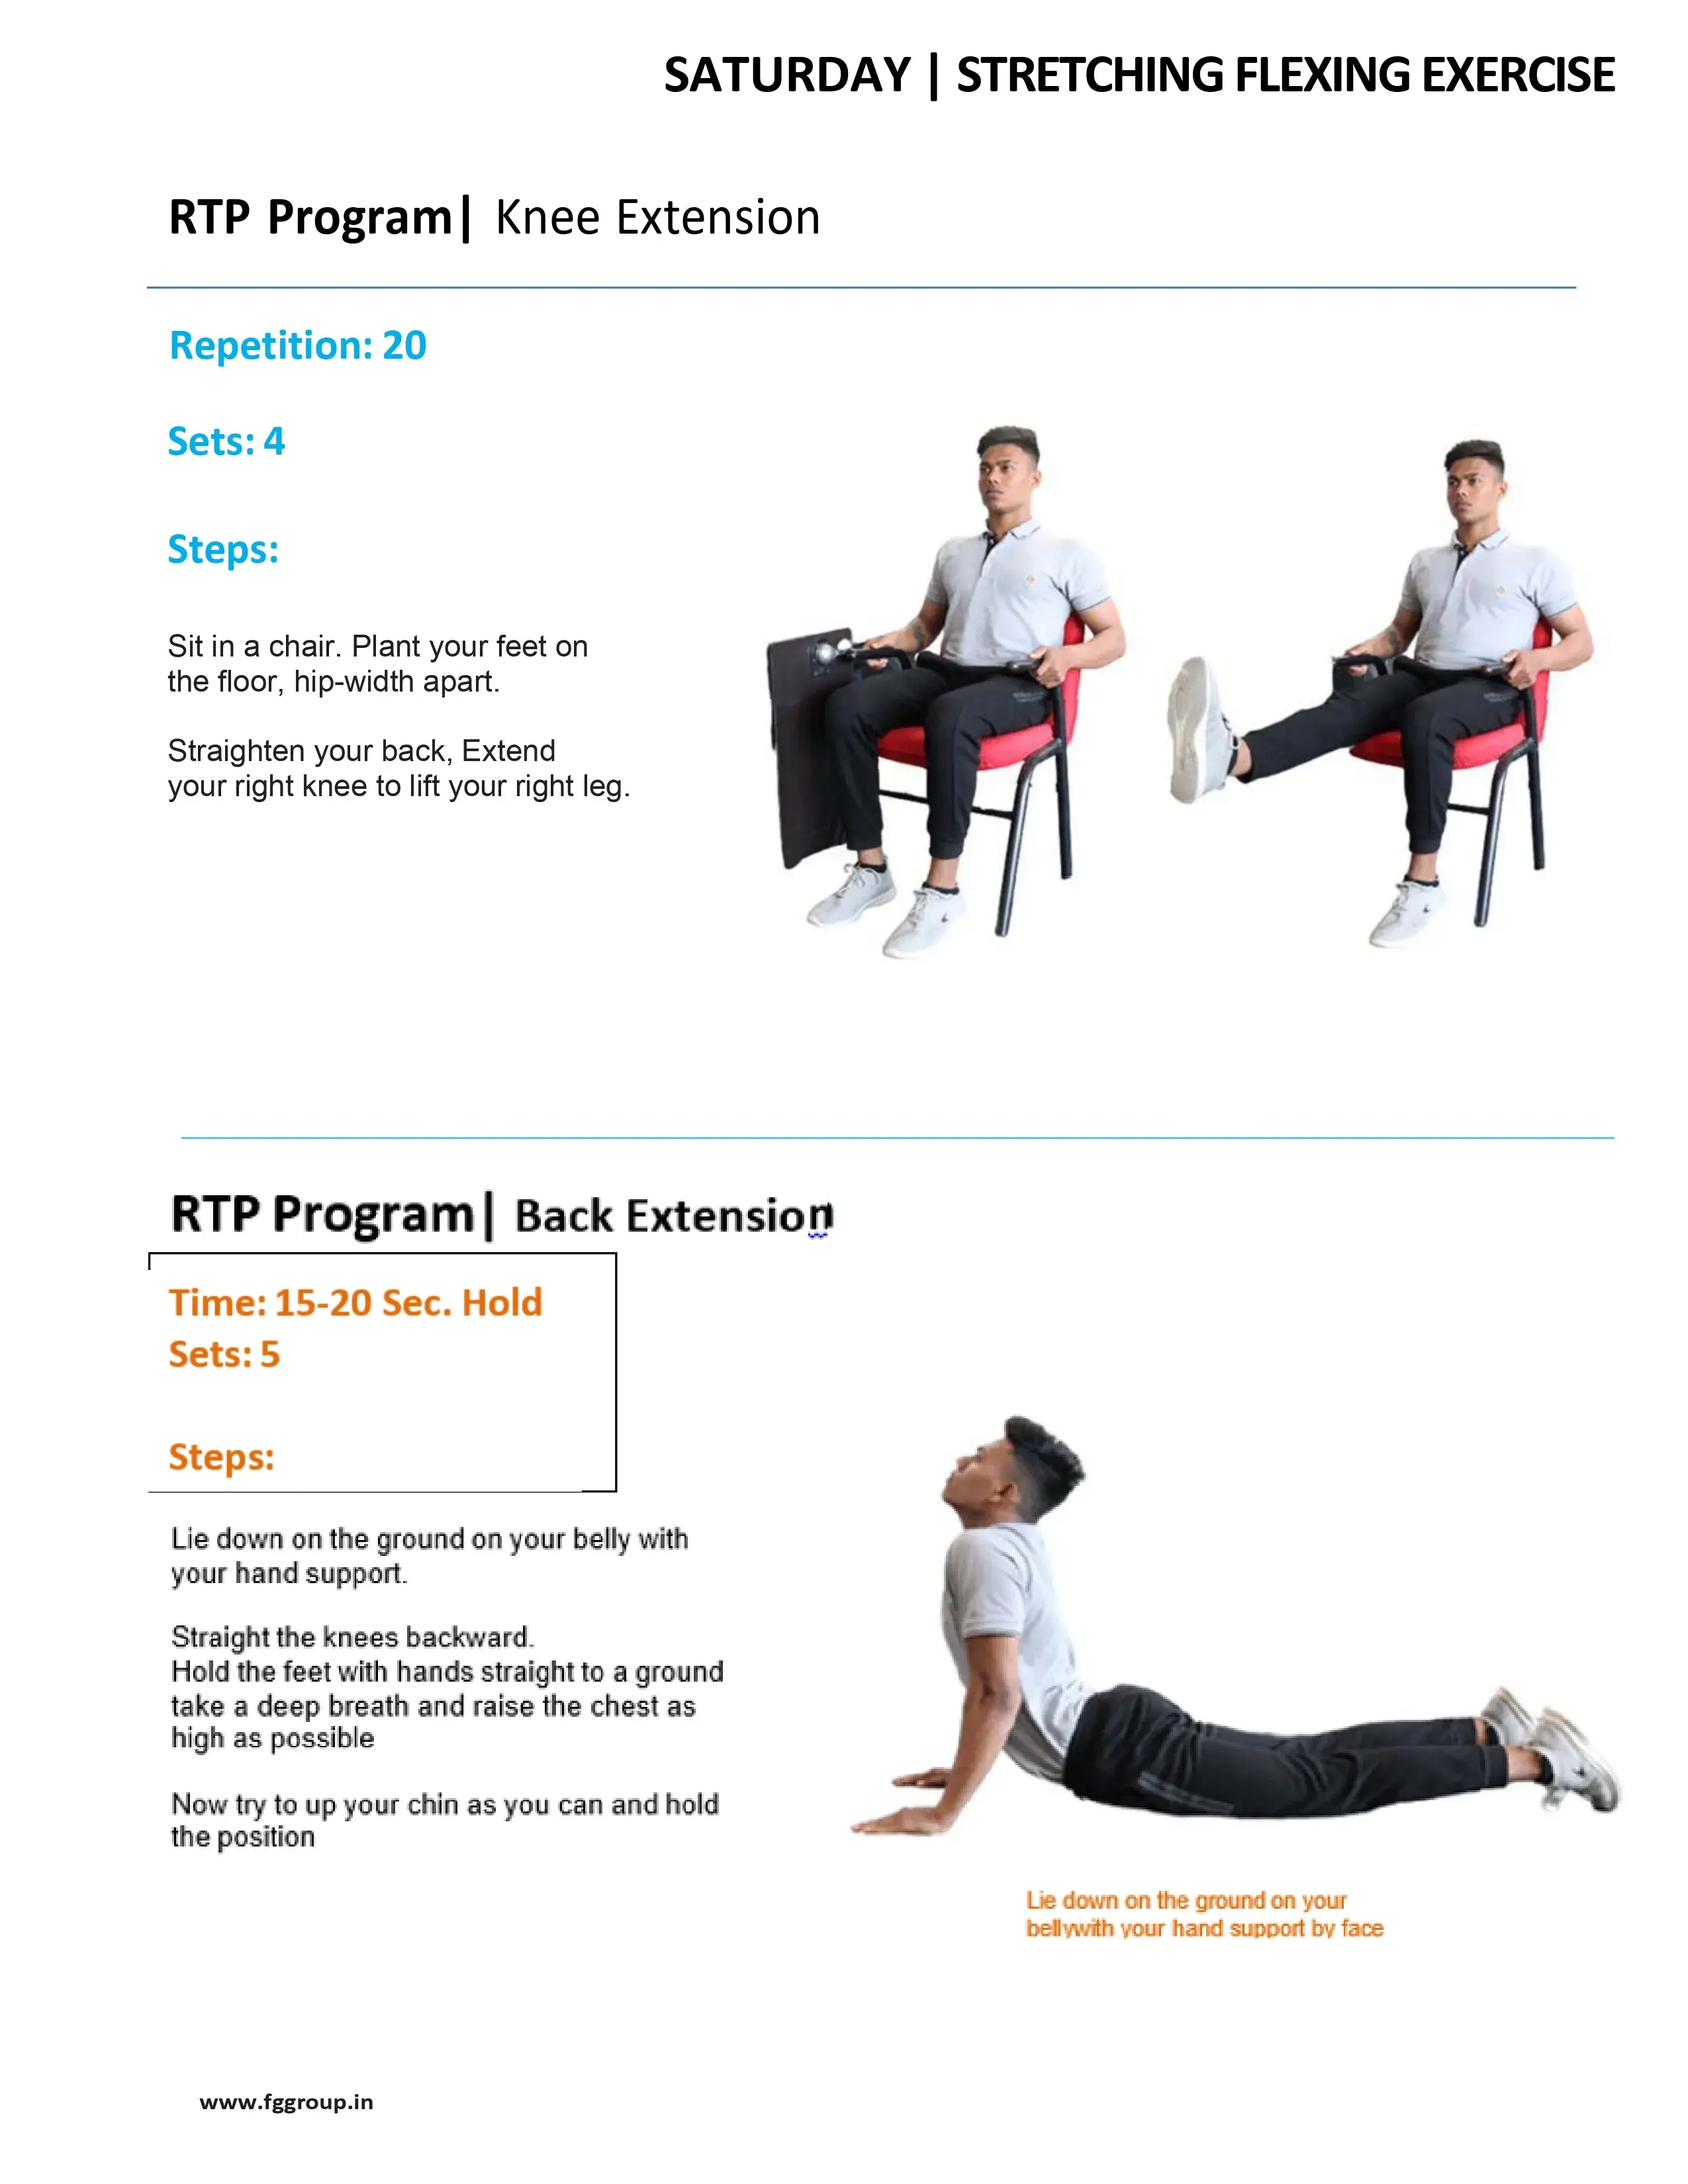 SATURDAY | STRETCHING FLEXING EXERCISE
RTP Program| Knee Extension
Repetition: 20
Sets: 4
Steps:
Sit in a chair. Plant your feet on
the floor, hip-width apart.
Straighten your back, Extend
your right knee to lift your right leg.
RTP Program| Back Extension
Time: 15-20 Sec. Hold
Sets: 5
Steps:
Lie down on the ground on your belly with
your hand support.
Straight the knees backward.
Hold the feet with hands straight to a ground
take a deep breath and raise the chest as
high as possible
Now try to up your chin as you can and hold
the position
Lie down on the ground on your
bellywith your hand support by face
www.fggroup.in